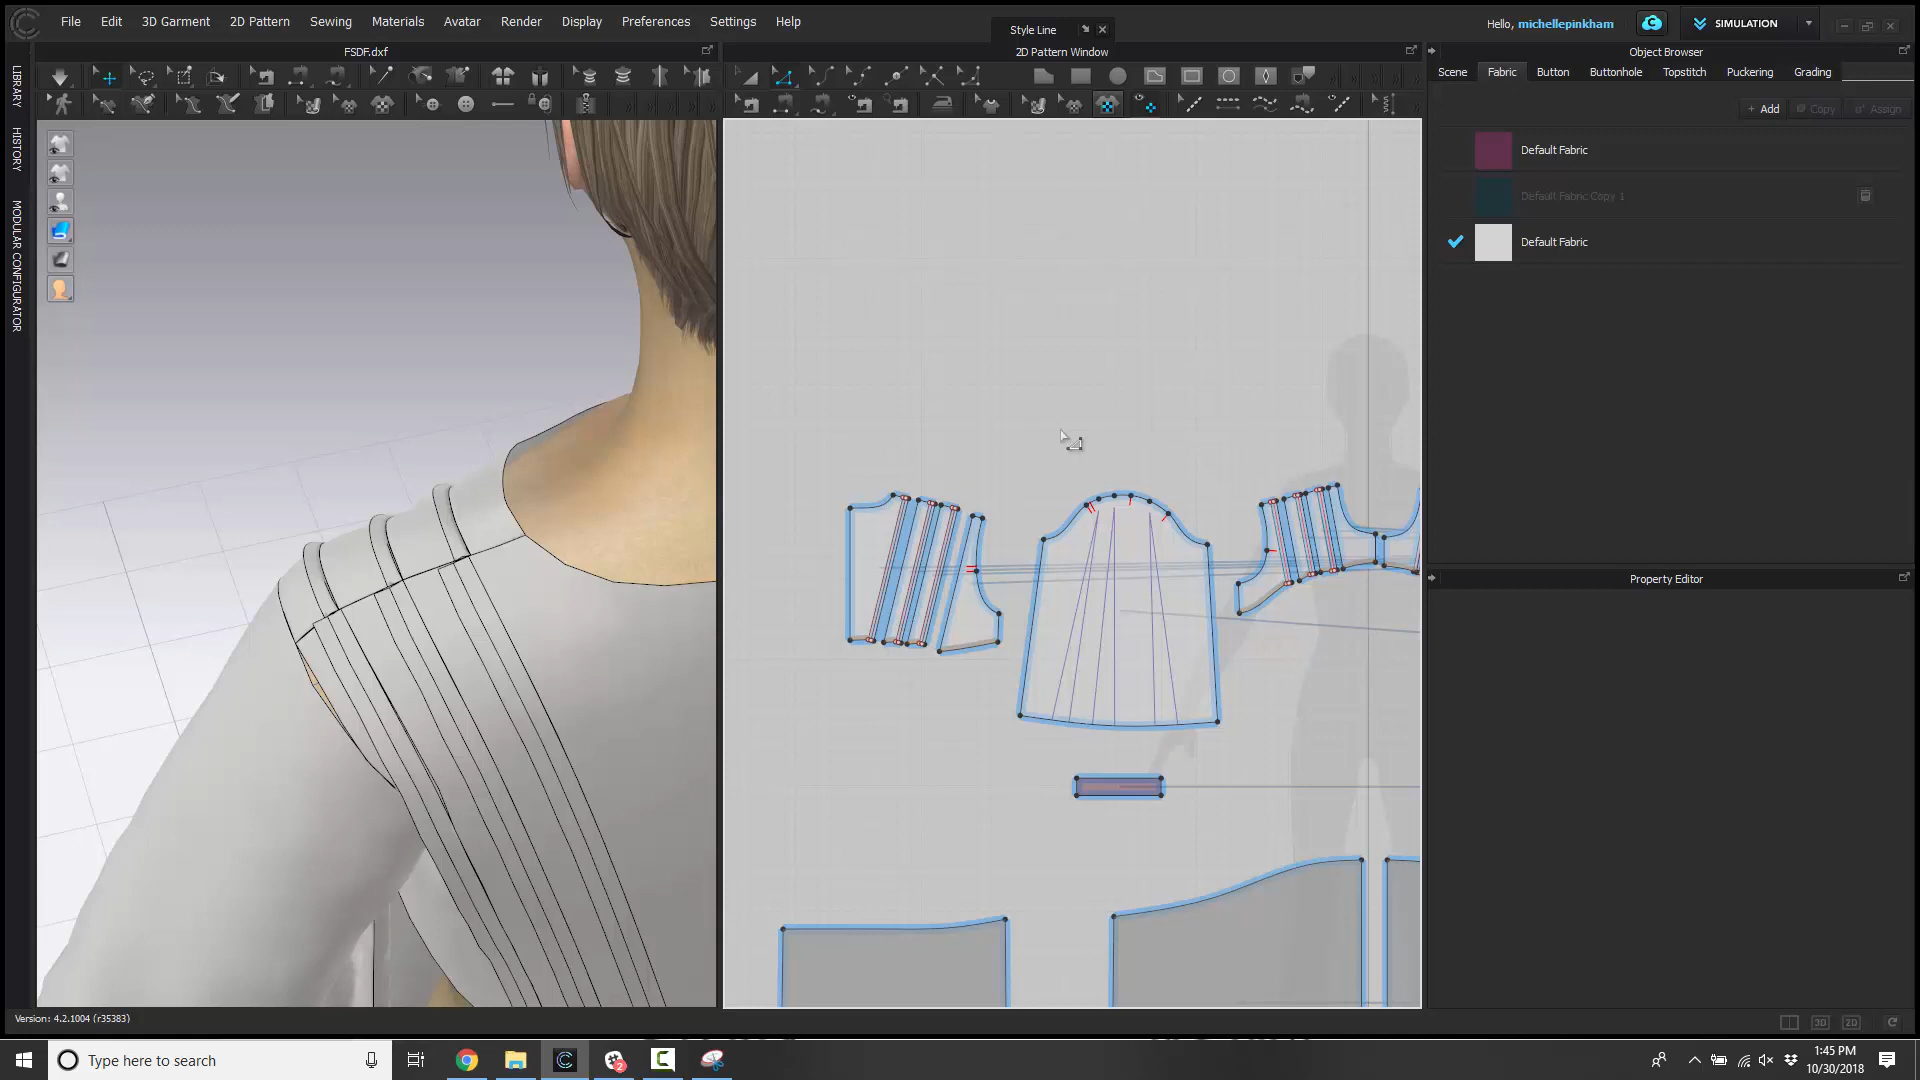 File Edit 3D Garment 2D Pattern Sewing Materials Avatar Render Display Preferences Settings Help
Style Line
Hello, michellepinkham
SIMULATION
FSDF.dxf
2D Pattern Window
Object Browser
Scene Fabric Button Buttonhole Topstitch Puckering Grading
+ Add Copy Assign
LIBRARY
HISTORY
MODULAR CONFIGURATOR
Default Fabric
Default Fabric Copy 1
Default Fabric
Property Editor
Version: 4.2.1004 (r35383)
3D 2D
Type here to search
2
1:45 PM
10/30/2018